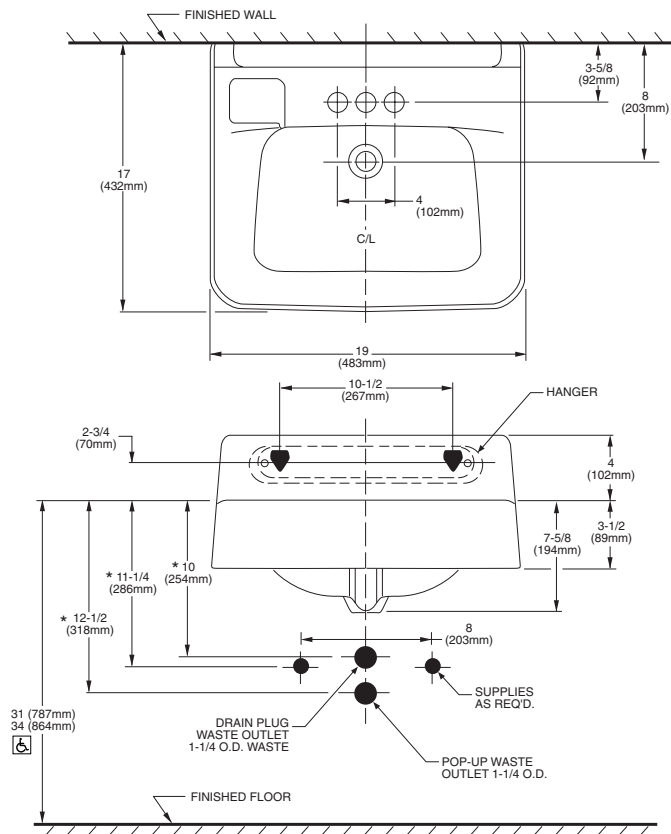 FINISHED WALL
3-5/8
(92mm)
8
(203mm)
17
(432mm)
4
(102mm)
C/L
19
(483mm)
10-1/2
(267mm)
HANGER
2-3/4
(70mm)
4
(102mm)
7-5/8
(194mm)
3-1/2
(89mm)
* 10
(254mm)
* 11-1/4
(286mm)
* 12-1/2
(318mm)
8
(203mm)
SUPPLIES
AS REQ'D.
DRAIN PLUG
WASTE OUTLET
1-1/4 O.D. WASTE
31 (787mm)
34 (864mm)
POP-UP WASTE
OUTLET 1-1/4 O.D.
FINISHED FLOOR